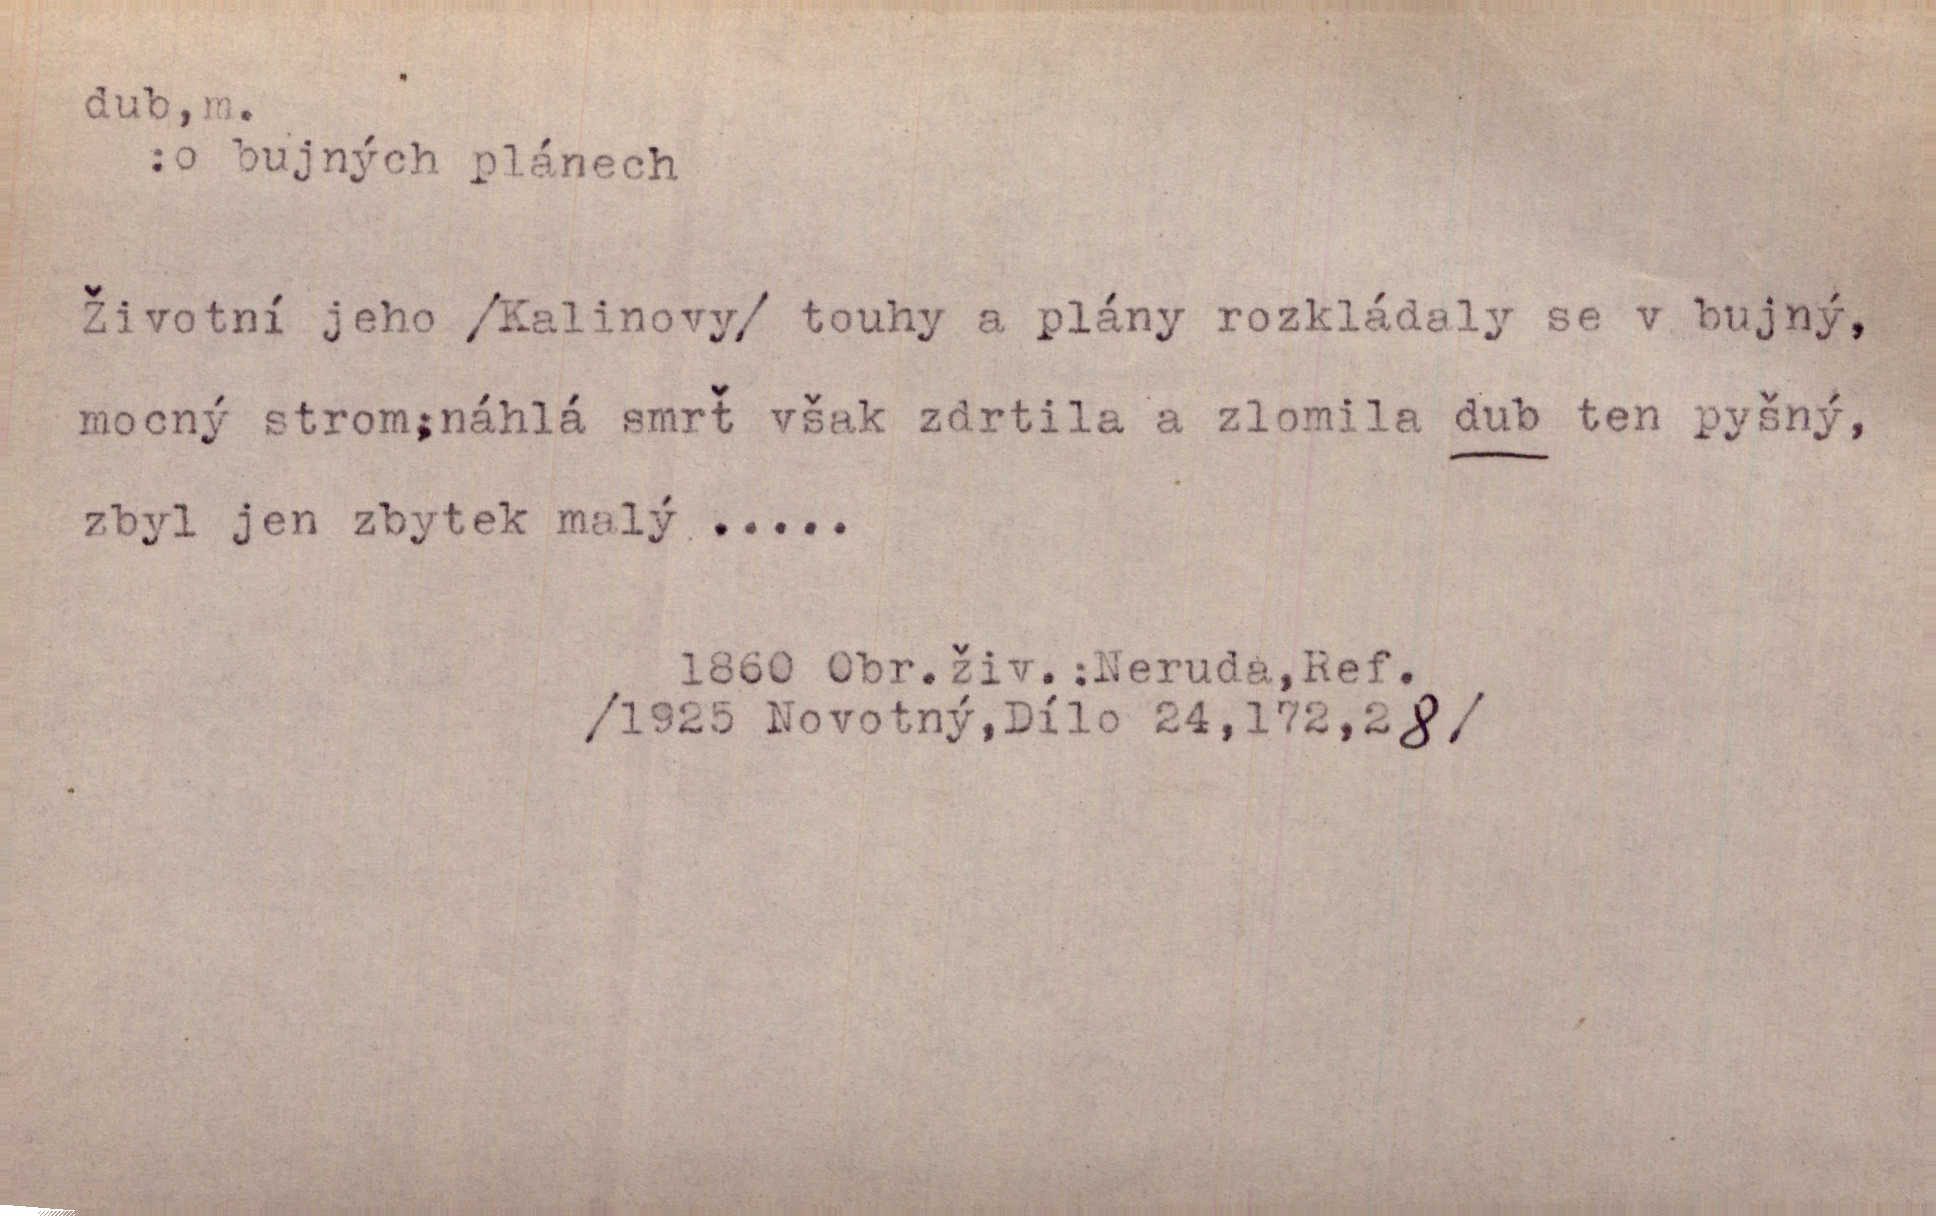 dub,m.
:o bujných plánech
Životní jeho /Kalinovy/ touhy a plány rozkládaly se v bujný,
mocný strom;náhlá smrť však zdrtila a zlomila dub ten pyšný,
zbyl jen zbytek malý .....
1860 Obr.živ.:Neruda,Ref.
/1925 Novotný,Dílo 24,172,28/